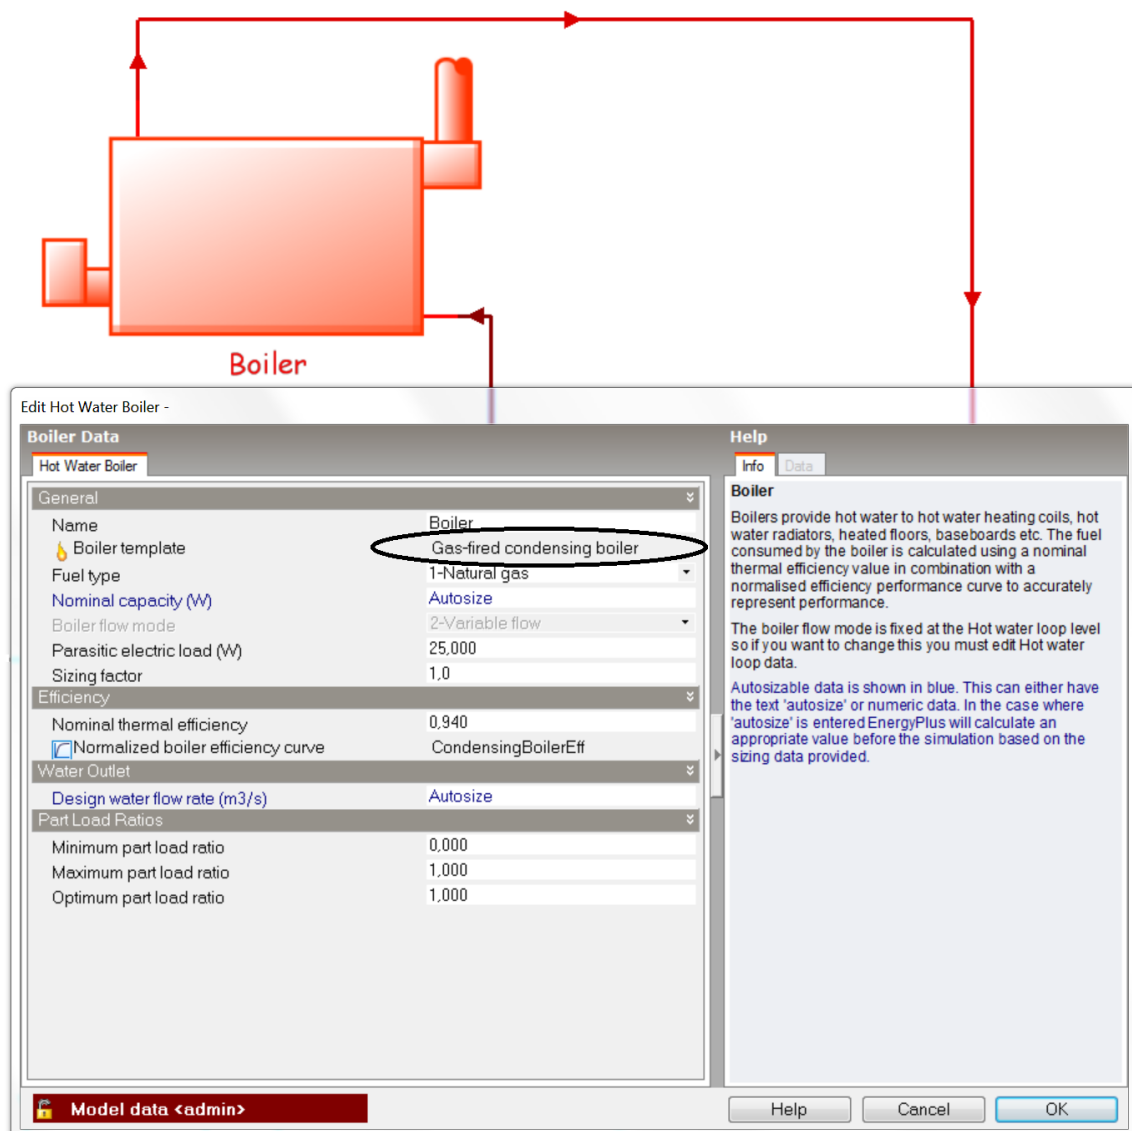 Boiler
Edit Hot Water Boiler -
Boiler Data
Hot Water Boiler
General
Name Boiler
Boiler template Gas-fired condensing boiler
Fuel type 1-Natural gas
Nominal capacity (W) Autosize
Boiler flow mode 2-Variable flow
Parasitic electric load (W) 25,000
Sizing factor 1,0
Efficiency
Nominal thermal efficiency 0,940
Normalized boiler efficiency curve CondensingBoilerEff
Water Outlet
Design water flow rate (m3/s) Autosize
Part Load Ratios
Minimum part load ratio 0,000
Maximum part load ratio 1,000
Optimum part load ratio 1,000
Help
Info Data
Boiler
Boilers provide hot water to hot water heating coils, hot
water radiators, heated floors, baseboards etc. The fuel
consumed by the boiler is calculated using a nominal
thermal efficiency value in combination with a
normalised efficiency performance curve to accurately
represent performance.
The boiler flow mode is fixed at the Hot water loop level
so if you want to change this you must edit Hot water
loop data.
Autosizable data is shown in blue. This can either have
the text 'autosize' or numeric data. In the case where
'autosize' is entered EnergyPlus will calculate an
appropriate value before the simulation based on the
sizing data provided.
Model data <admin>
Help Cancel OK